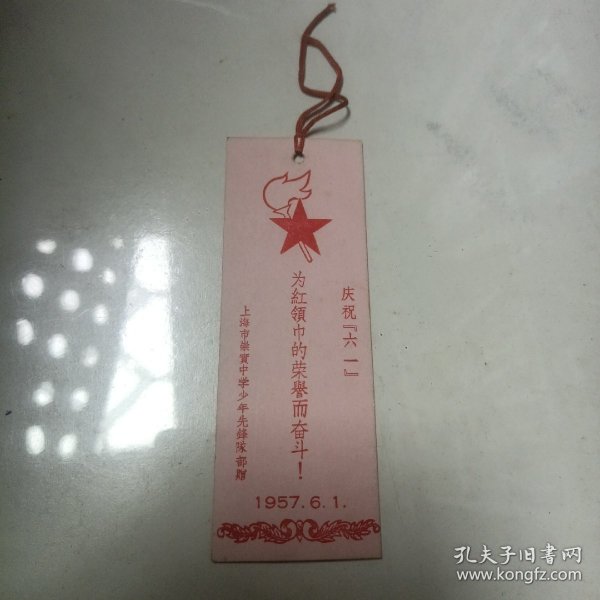 庆祝『六一』
为紅領巾的荣譽而奋斗！
上海市崇實中学少年先鋒隊部贈
1957.6.1.
孔夫子旧书网
www.kongfz.com